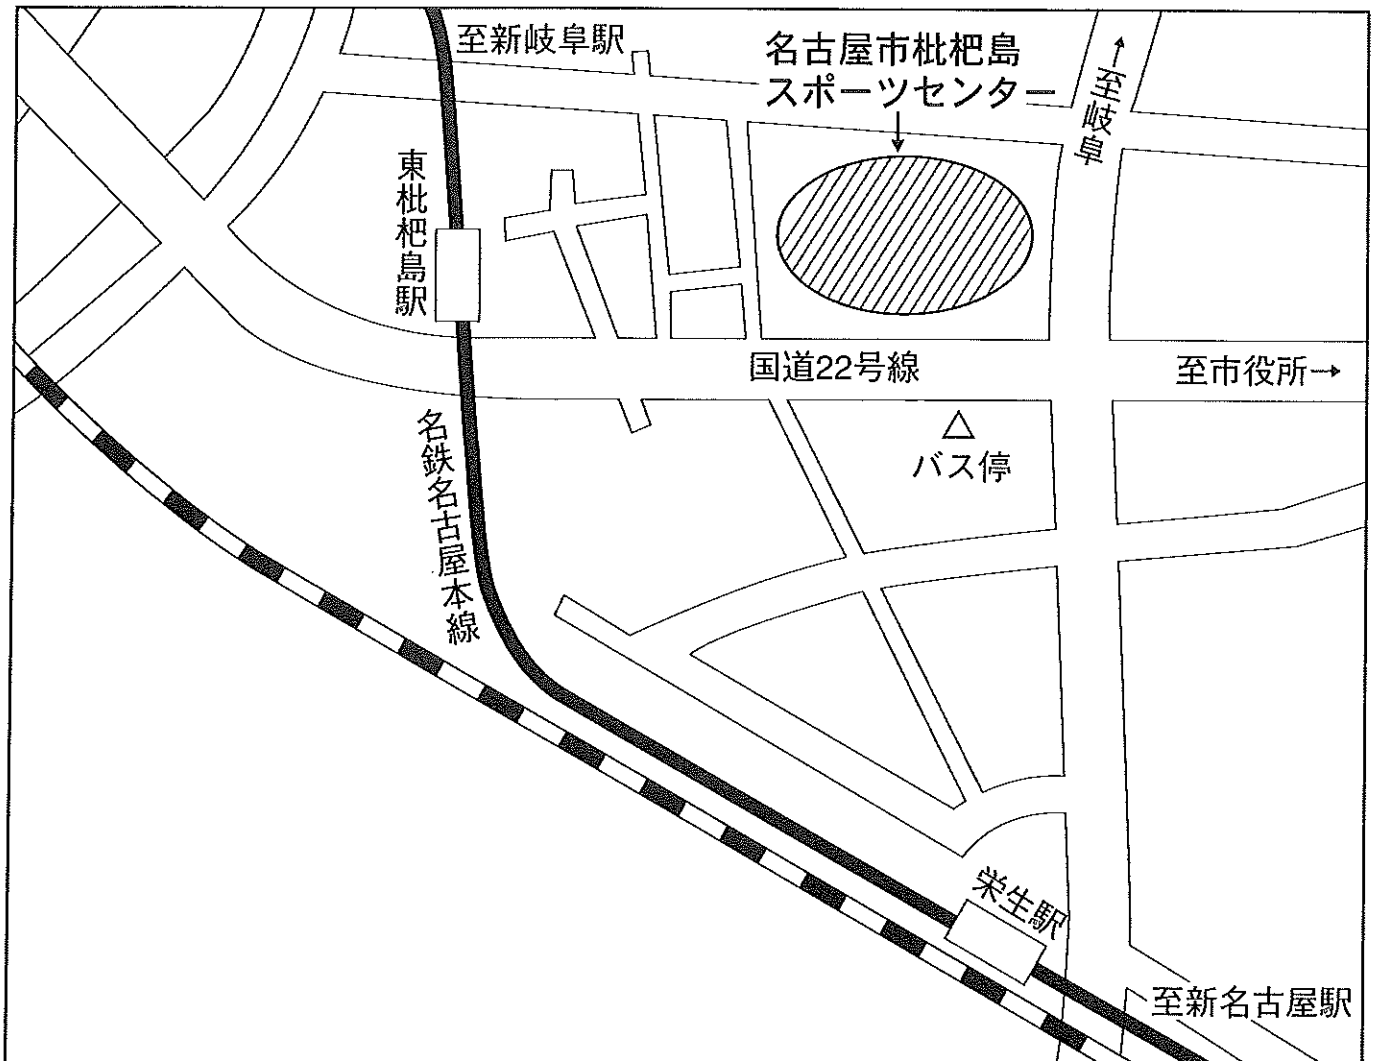 至新岐阜駅
名古屋市枇杷島
スポーツセンター
↑至岐阜
東枇杷島駅
国道22号線
至市役所→
バス停
名鉄名古屋本線
栄生駅
至新名古屋駅